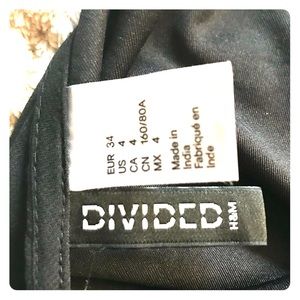 EUR 34
US 4
CA 4
CN 160/80A
MX 4
Made in
India
Fabriqué en
Inde
DIVIDED
H&M